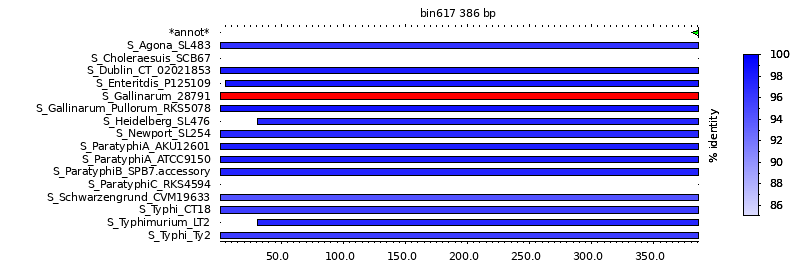 bin617 386 bp
*annot*
S_Agona_SL483
S_Choleraesuis_SCB67
S_Dublin_CT_02021853
S_Enteritdis_P125109
S_Gallinarum_28791
S_Gallinarum_Pullorum_RKS5078
S_Heidelberg_SL476
S_Newport_SL254
S_ParatyphiA_AKU12601
S_ParatyphiA_ATCC9150
S_ParatyphiB_SPB7.accessory
S_ParatyphiC_RKS4594
S_Schwarzengrund_CVM19633
S_Typhi_CT18
S_Typhimurium_LT2
S_Typhi_Ty2
50.0 100.0 150.0 200.0 250.0 300.0 350.0
% identity
100
98
96
94
92
90
88
86